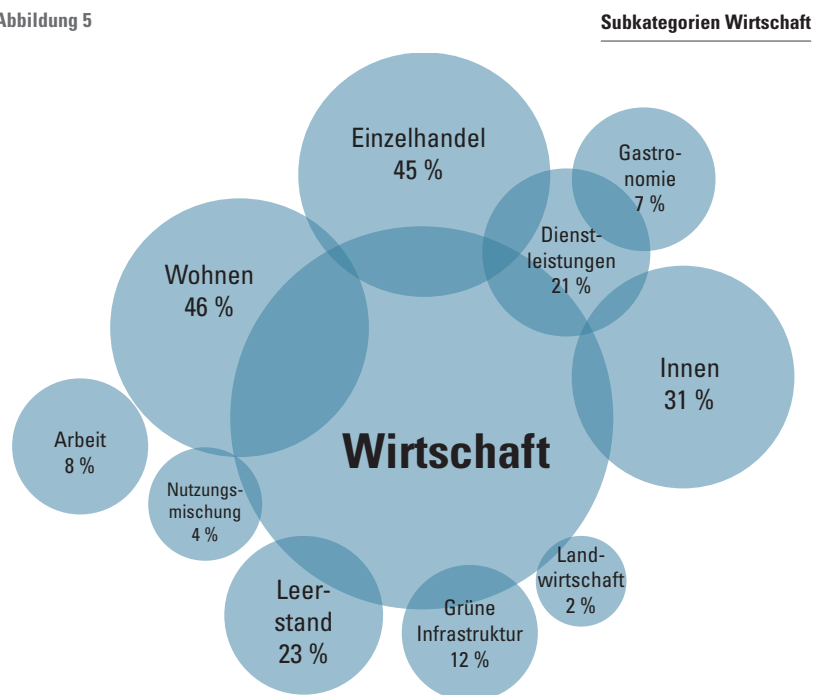 Abbildung 5
Subkategorien Wirtschaft
Einzelhandel
45 %
Gastro-
nomie
7 %
Dienst-
leistungen
21 %
Wohnen
46 %
Innen
31 %
Wirtschaft
Arbeit
8 %
Nutzungs-
mischung
4 %
Leer-
stand
23 %
Grüne
Infrastruktur
12 %
Land-
wirtschaft
2 %